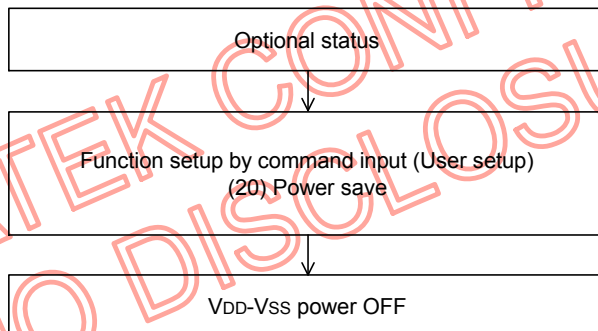 Optional status
Function setup by command input (User setup)
(20) Power save
VDD-VSS power OFF